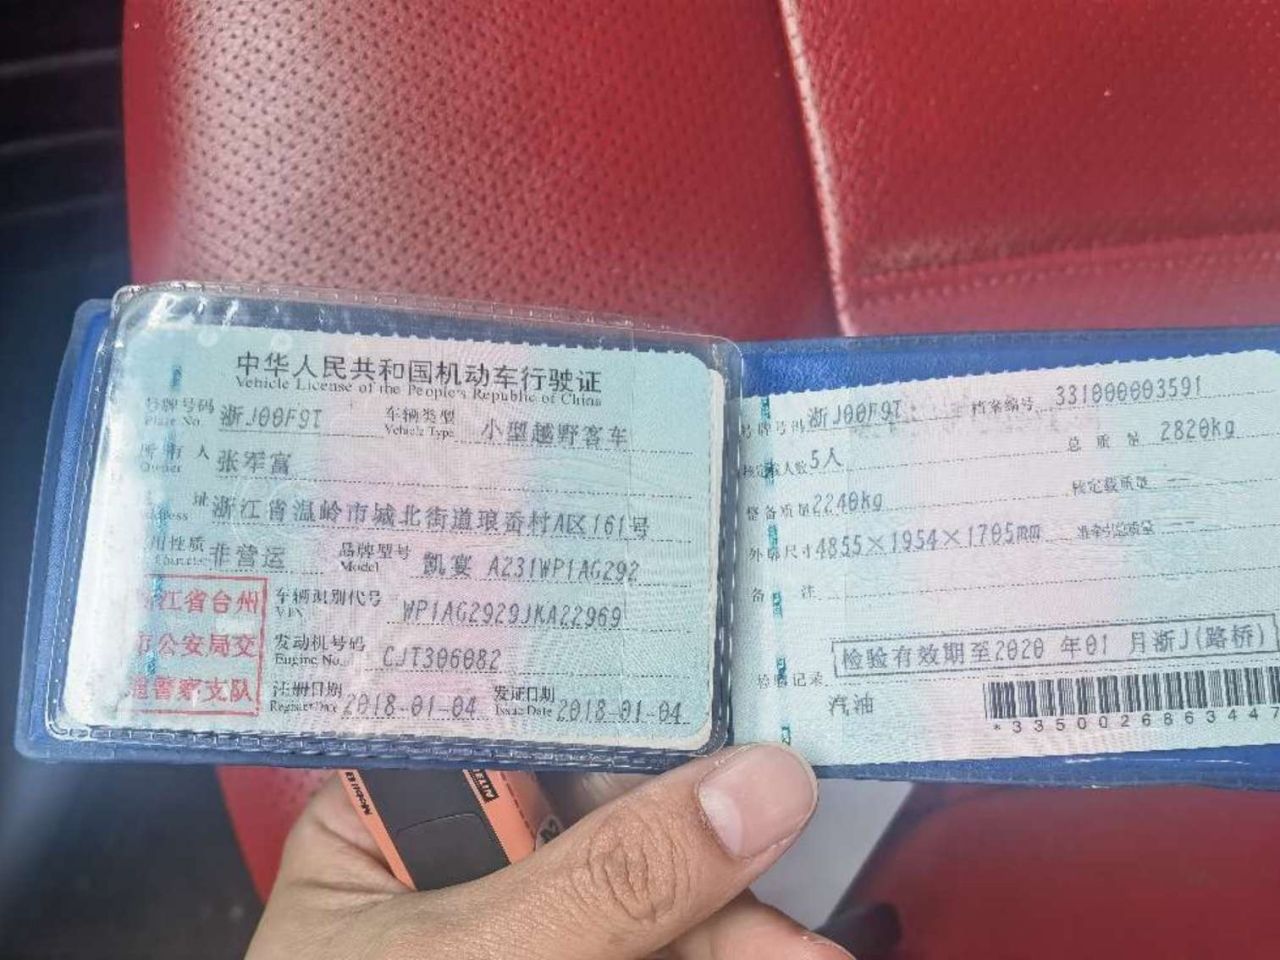 中华人民共和国机动车行驶证
Vehicle License of the People's Republic of China
号牌号码 浙J00F9T 车辆类型 小型越野客车
Plate No. Vehicle Type
所有人 张军富
Owner
址 浙江省温岭市城北街道琅岙村A区161号
用性质 非营运 品牌型号 凯宴 A231WP1AG292
Model
车辆识别代号 WP1AG2929JKA22969
VIN
发动机号码 CJT306082
Engine No.
注册日期 2018-01-04 发证日期 2018-01-04
Register Date Issue Date
江省台州
市公安局交
通警察支队
号牌号码 浙J00F9T 档案编号 331000003591
核定载人数 5人 总质量 2820kg
整备质量 2240kg 核定载质量 --
外廓尺寸 4855×1954×1705mm 准牵引总质量 --
备注
检验有效期至2020年01月浙J(路桥)
检验记录
汽油
*3350026863447
Mobil